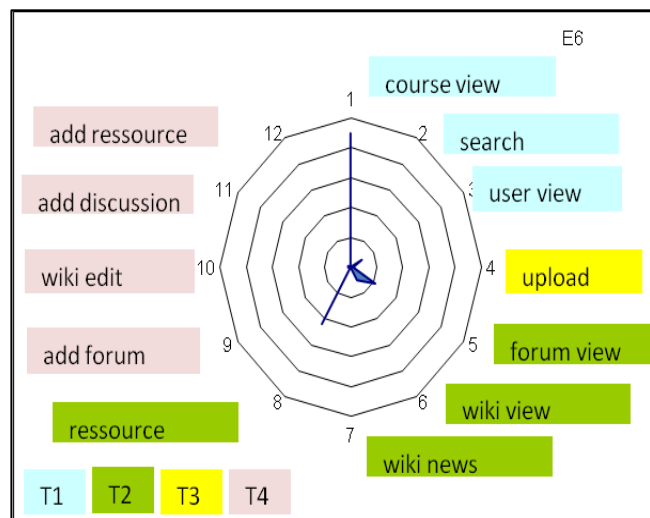 E6
course view
1
add ressource
12
2
search
11
3
user view
add discussion
10
4
wiki edit
upload
9
5
add forum
forum view
8
6
wiki view
ressource
7
wiki news
T1
T2
T3
T4